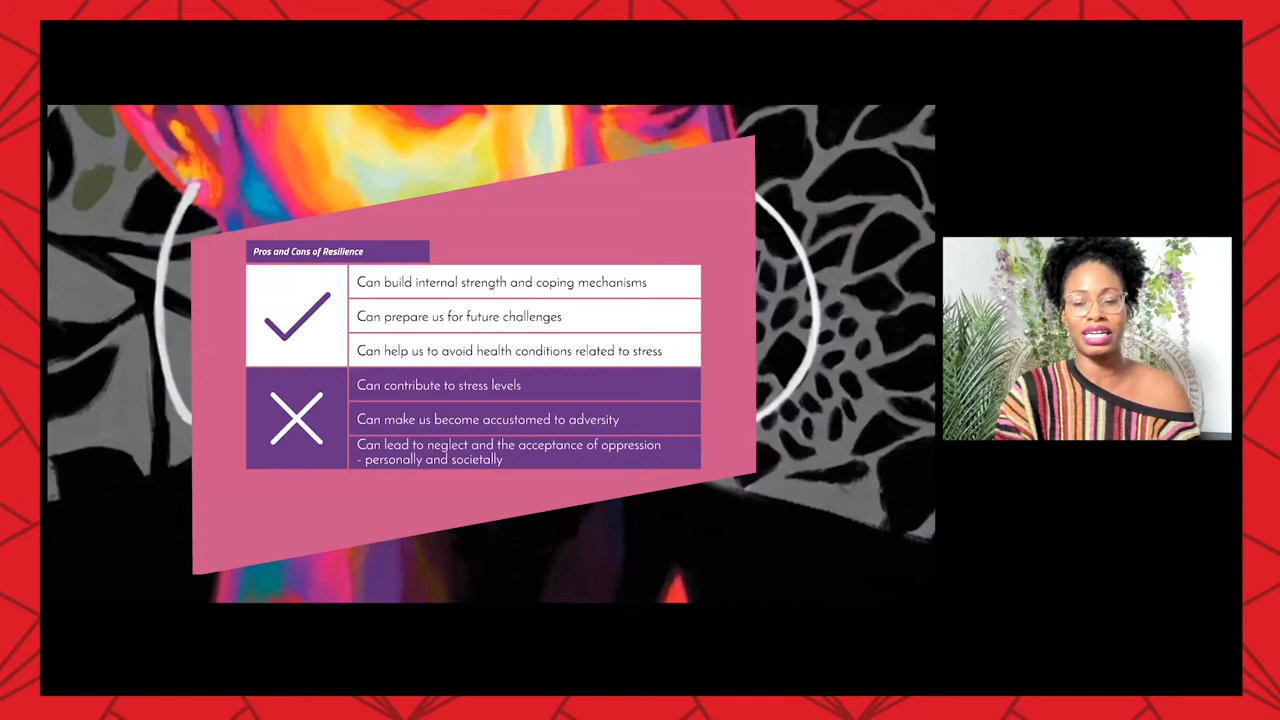 Pros and Cons of Resilience
Can build internal strength and coping mechanisms
Can prepare us for future challenges
Can help us to avoid health conditions related to stress
Can contribute to stress levels
Can make us become accustomed to adversity
Can lead to neglect and the acceptance of oppression
- personally and societally